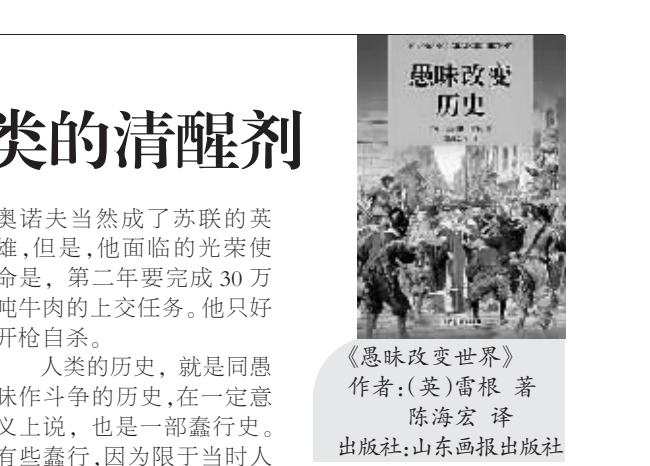 类的清醒剂
奥诺夫当然成了苏联的英
雄,但是,他面临的光荣使
命是，第二年要完成 30 万
吨牛肉的上交任务。他只好
开枪自杀。
人类的历史，就是同愚
昧作斗争的历史,在一定意
义上说，也是一部蠢行史。
有些蠢行,因为限于当时人
愚昧改变
历史
《愚昧改变世界》
作者:(英)雷根 著
陈海宏 译
出版社:山东画报出版社